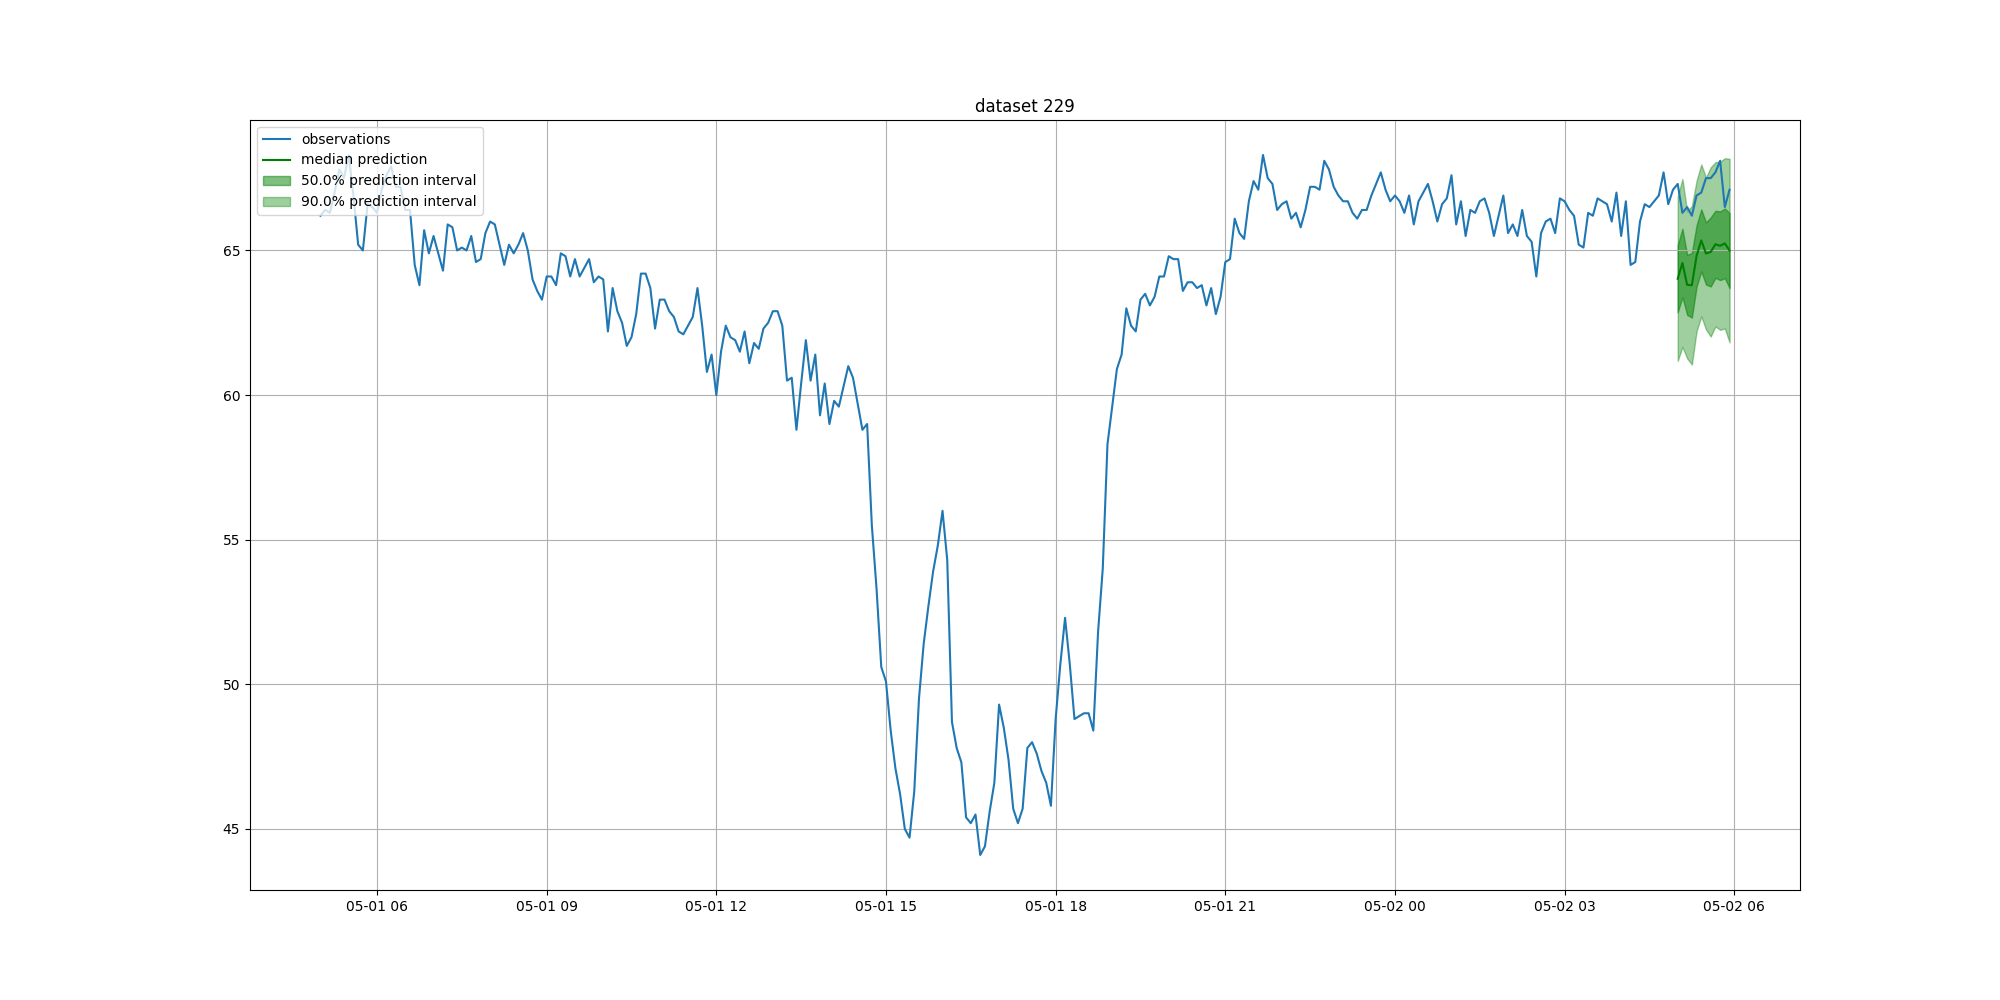 dataset 229
observations
median prediction
50.0% prediction interval
90.0% prediction interval
65
60
55
50
45
05-01 06
05-01 09
05-01 12
05-01 15
05-01 18
05-01 21
05-02 00
05-02 03
05-02 06